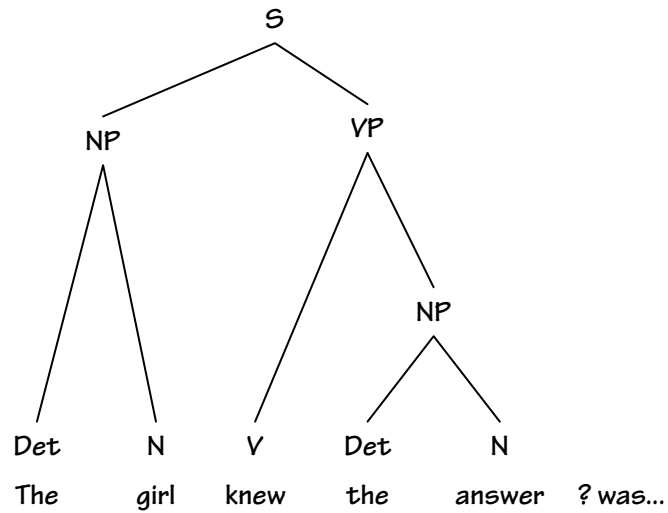 S
NP VP
NP
Det N V Det N
The girl knew the answer ? was...